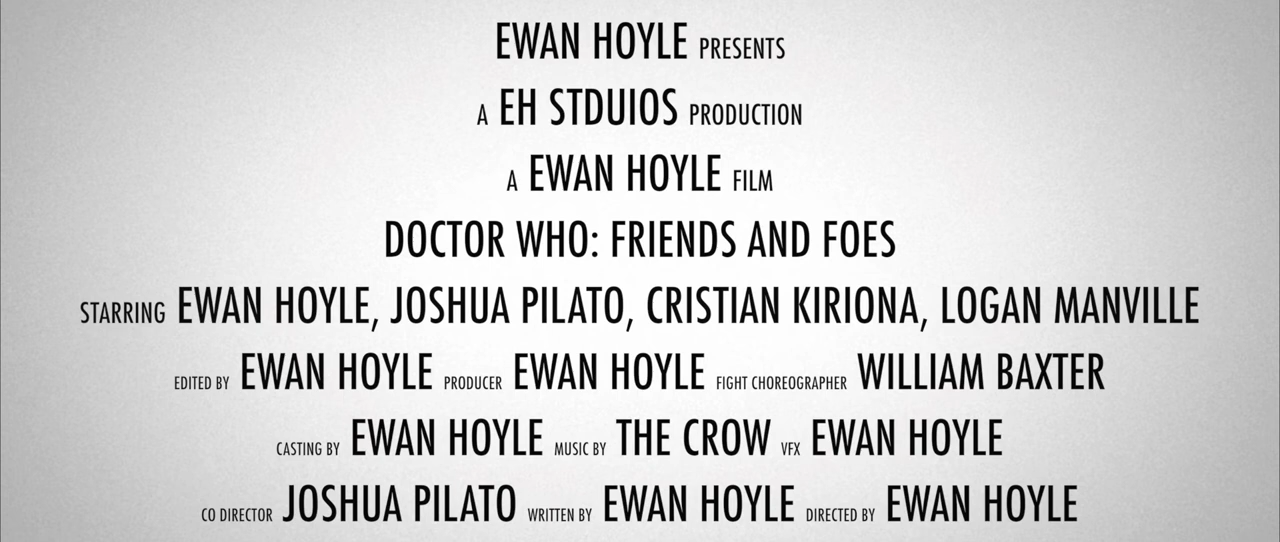 EWAN HOYLE PRESENTS
A EH STDUIOS PRODUCTION
A EWAN HOYLE FILM
DOCTOR WHO: FRIENDS AND FOES
STARRING EWAN HOYLE, JOSHUA PILATO, CRISTIAN KIRIONA, LOGAN MANVILLE
EDITED BY EWAN HOYLE PRODUCER EWAN HOYLE FIGHT CHOREOGRAPHER WILLIAM BAXTER
CASTING BY EWAN HOYLE MUSIC BY THE CROW VFX EWAN HOYLE
CO DIRECTOR JOSHUA PILATO WRITTEN BY EWAN HOYLE DIRECTED BY EWAN HOYLE